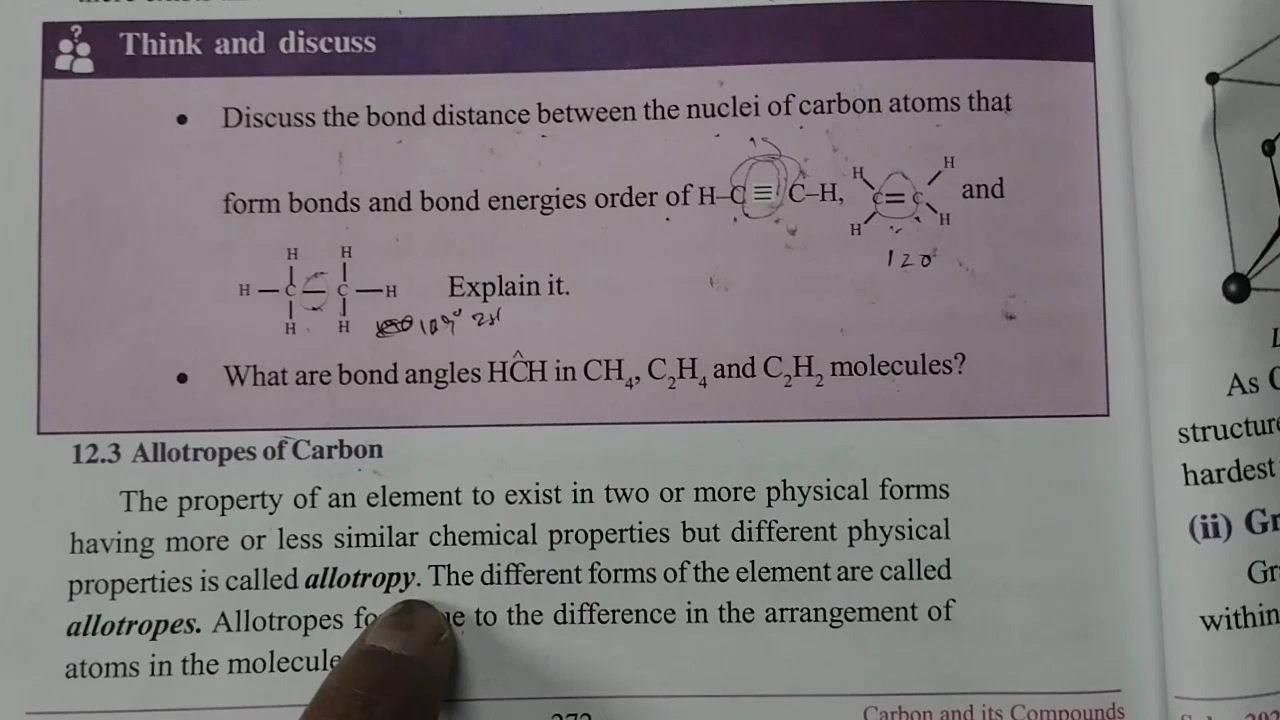 Think and discuss
• Discuss the bond distance between the nuclei of carbon atoms that
form bonds and bond energies order of H–C ≡ C–H, H H C = C H H and
120°
H H
H — C — C — H Explain it.
H H 109°
• What are bond angles HĈH in CH₄, C₂H₄ and C₂H₂ molecules?
12.3 Allotropes of Carbon
The property of an element to exist in two or more physical forms
having more or less similar chemical properties but different physical
properties is called allotropy. The different forms of the element are called
allotropes. Allotropes to the difference in the arrangement of
atoms in the molecule
Carbon and its Compounds
As
structure
hardest
(ii) Gr
Gr
within